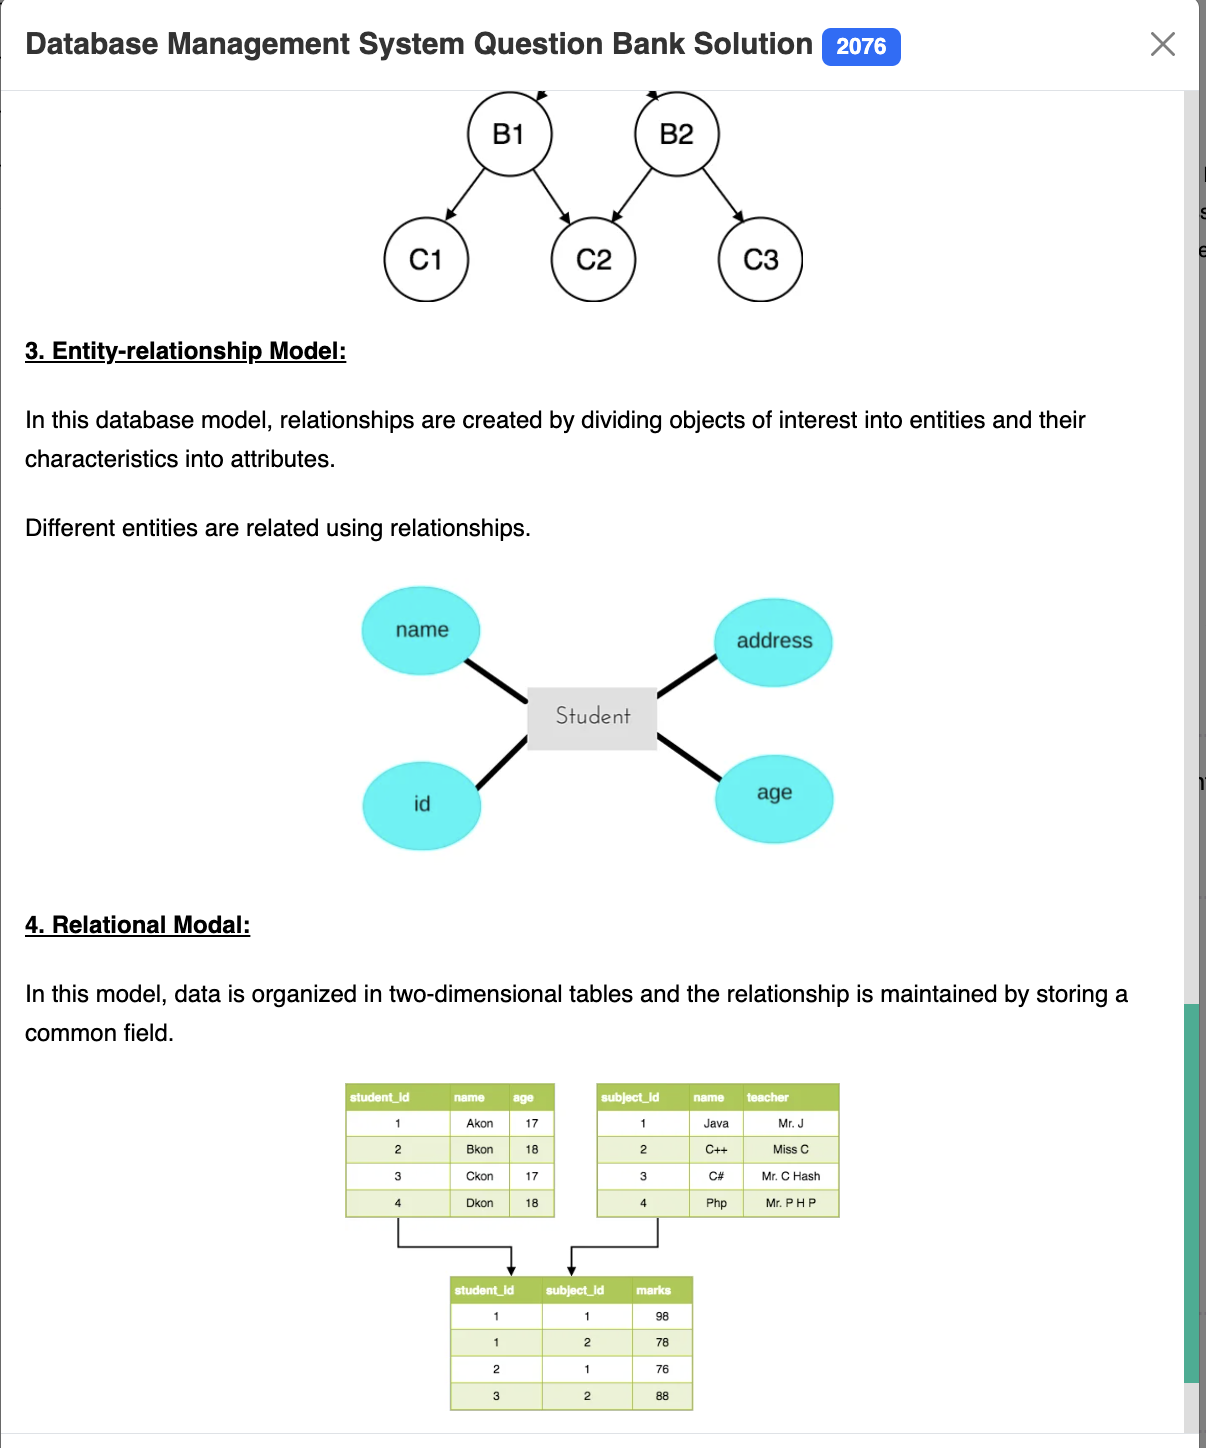 Database Management System Question Bank Solution 2076
B1 B2
C1 C2 C3
3. Entity-relationship Model:
In this database model, relationships are created by dividing objects of interest into entities and their
characteristics into attributes.
Different entities are related using relationships.
name
address
Student
id
age
4. Relational Modal:
In this model, data is organized in two-dimensional tables and the relationship is maintained by storing a
common field.
student_id name age
1 Akon 17
2 Bkon 18
3 Ckon 17
4 Dkon 18
subject_id name teacher
1 Java Mr. J
2 C++ Miss C
3 C# Mr. C Hash
4 Php Mr. P H P
student_id subject_id marks
1 1 98
1 2 78
2 1 76
3 2 88